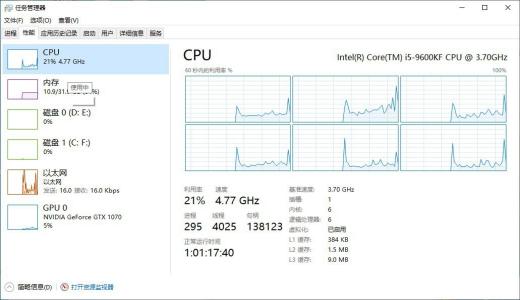 任务管理器
文件(F) 选项(O) 查看(V)
进程 性能 应用历史记录 启动 用户 详细信息 服务
CPU
21% 4.77 GHz
内存
使用中
磁盘 0 (D: E:)
0%
磁盘 1 (C: F:)
0%
以太网
以太网
发送: 16.0 接收: 16.0 Kbps
GPU 0
NVIDIA GeForce GTX 1070
5%
CPU
Intel(R) Core(TM) i5-9600KF CPU @ 3.70GHz
60 秒内的利用率 %
100%
利用率 速度
21% 4.77 GHz
进程 线程 句柄
295 4025 138123
正常运行时间
1:01:17:40
基准速度: 3.70 GHz
插槽: 1
内核: 6
逻辑处理器: 6
虚拟化: 已启用
L1 缓存: 384 KB
L2 缓存: 1.5 MB
L3 缓存: 9.0 MB
简略信息(D)
打开资源监视器